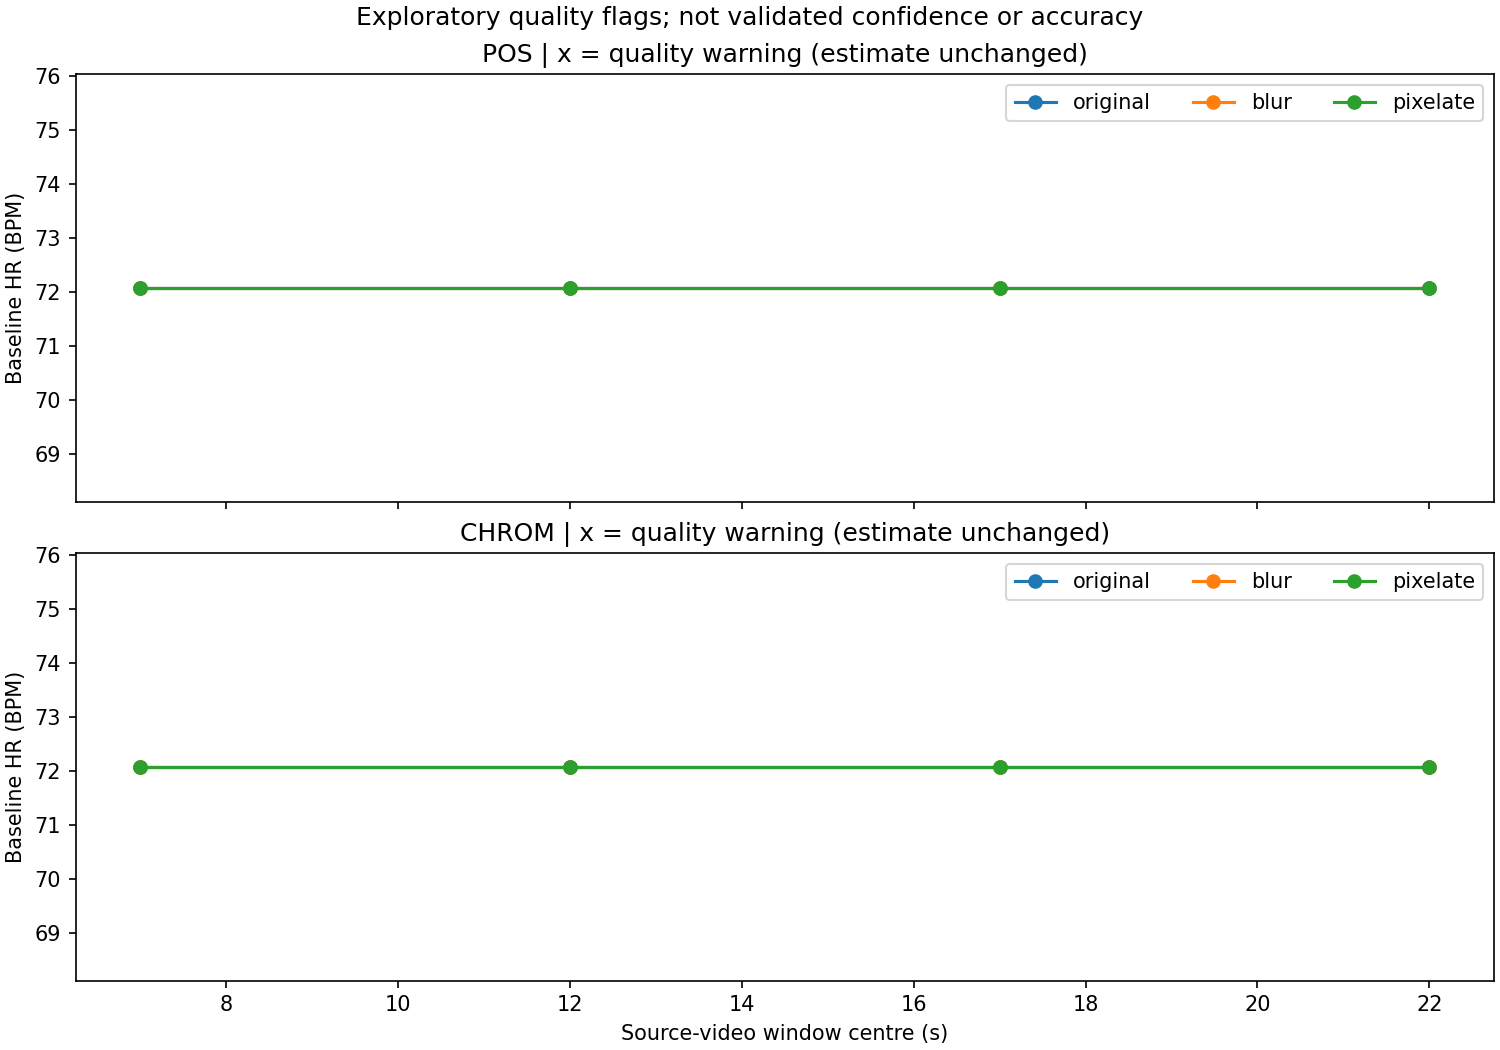 Exploratory quality flags; not validated confidence or accuracy
POS | x = quality warning (estimate unchanged)
76
75
74
73
72
71
70
69
Baseline HR (BPM)
original blur pixelate
CHROM | x = quality warning (estimate unchanged)
76
75
74
73
72
71
70
69
Baseline HR (BPM)
original blur pixelate
8 10 12 14 16 18 20 22
Source-video window centre (s)